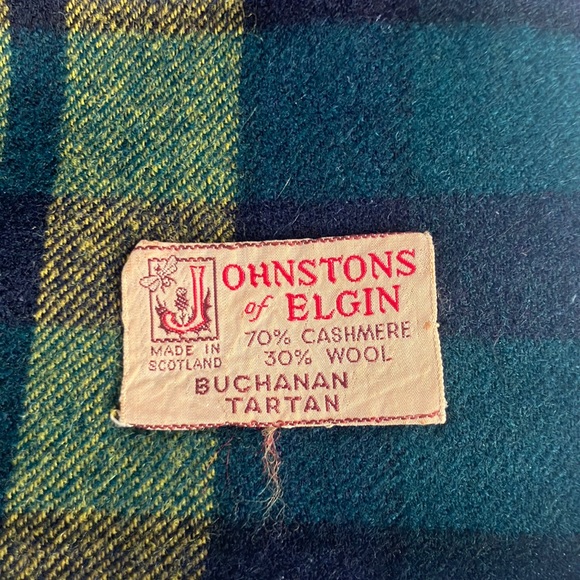 JOHNSTONS
of ELGIN
MADE IN
SCOTLAND
70% CASHMERE
30% WOOL
BUCHANAN
TARTAN